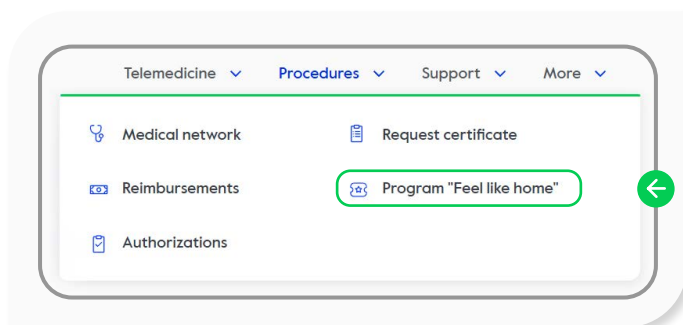 Telemedicine Procedures Support More
Medical network Request certificate
Reimbursements Program "Feel like home"
Authorizations